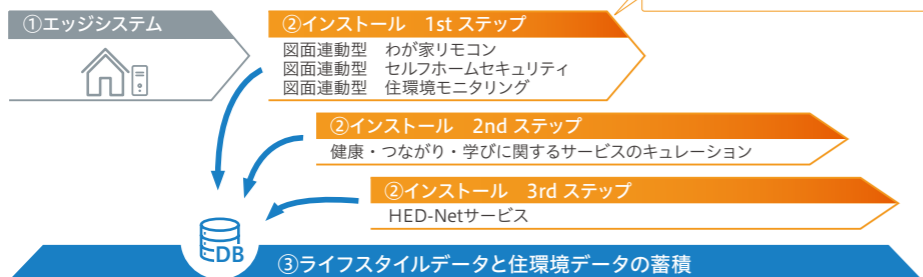 ①エッジシステム
②インストール 1st ステップ
図面連動型 わが家リモコン
図面連動型 セルフホームセキュリティ
図面連動型 住環境モニタリング
②インストール 2nd ステップ
健康・つながり・学びに関するサービスのキュレーション
②インストール 3rd ステップ
HED-Netサービス
DB
③ライフスタイルデータと住環境データの蓄積